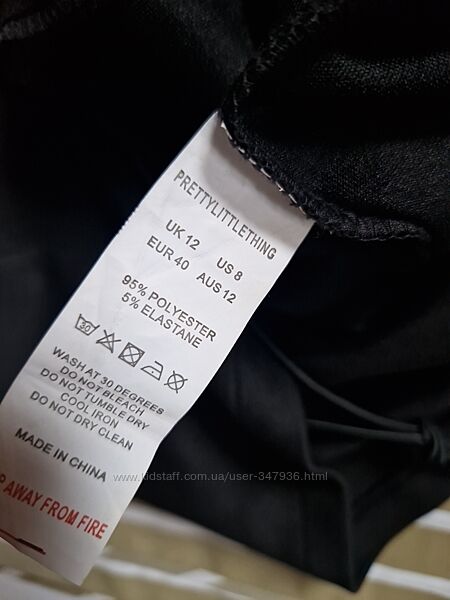 PRETTYLITTLETHING
UK 12 US 8
EUR 40 AUS 12
95% POLYESTER
5% ELASTANE
30
WASH AT 30 DEGREES
DO NOT BLEACH
DO NOT TUMBLE DRY
COOL IRON
DO NOT DRY CLEAN
MADE IN CHINA
AWAY FROM FIRE
kidstaff.com.ua/user-347936.html